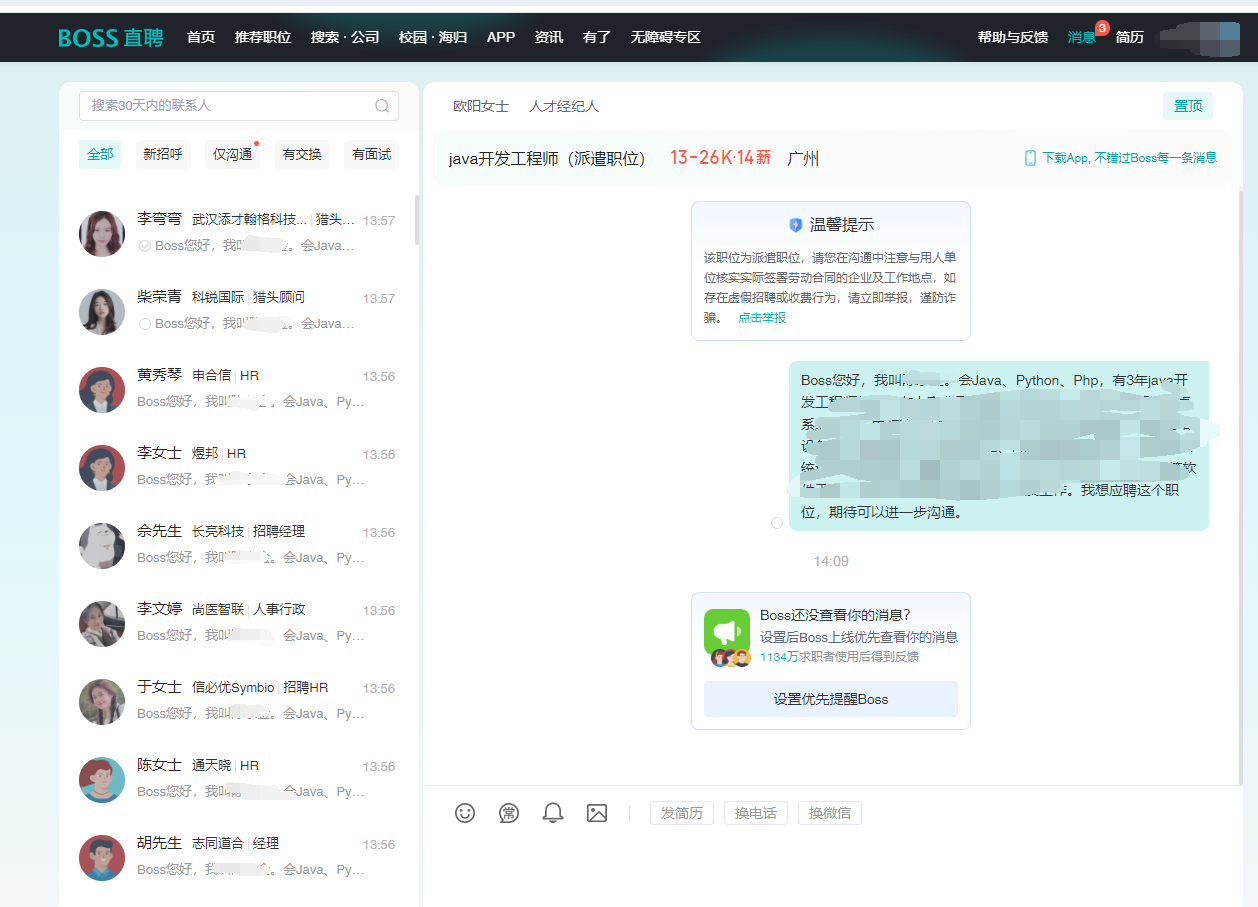 BOSS 直聘 首页 推荐职位 搜索 · 公司 校园 · 海归 APP 资讯 有了 无障碍专区 帮助与反馈 消息 3 简历
搜索30天内的联系人
全部 新招呼 仅沟通 有交换 有面试
李弯弯 武汉添才翰格科技... 猎头... 13:57
Boss您好，我叫 。会Java...
柴荣青 科锐国际 猎头顾问 13:57
Boss您好，我叫 。会Java...
黄秀琴 申合信 HR 13:56
Boss您好，我叫 会Java、Py...
李女士 煜邦 HR 13:56
Boss您好，我叫 会Java、Py...
佘先生 长亮科技 招聘经理 13:56
Boss您好，我叫 。会Java、Py...
李文婷 尚医智联 人事行政 13:56
Boss您好，我叫 会Java、Py...
于女士 信必优Symbio 招聘HR 13:56
Boss您好，我叫 会Java、Py...
陈女士 通天晓 HR 13:56
Boss您好，我叫 会Java、Py...
胡先生 志同道合 经理 13:56
Boss您好，我 会Java、Py...
欧阳女士 人才经纪人 置顶
java开发工程师（派遣职位） 13-26K·14薪 广州 下载App, 不错过Boss每一条消息
温馨提示
该职位为派遣职位，请您在沟通中注意与用人单
位核实实际签署劳动合同的企业及工作地点，如
存在虚假招聘或收费行为，请立即举报，谨防诈
骗。 点击举报
Boss您好，我叫 。会Java、Python、Php，有3年java开
发工程
系
设
统 软
件 工作。我想应聘这个职
位，期待可以进一步沟通。
14:09
Boss还没查看你的消息？
设置后Boss上线优先查看你的消息
1134万求职者使用后得到反馈
设置优先提醒Boss
常 发简历 换电话 换微信